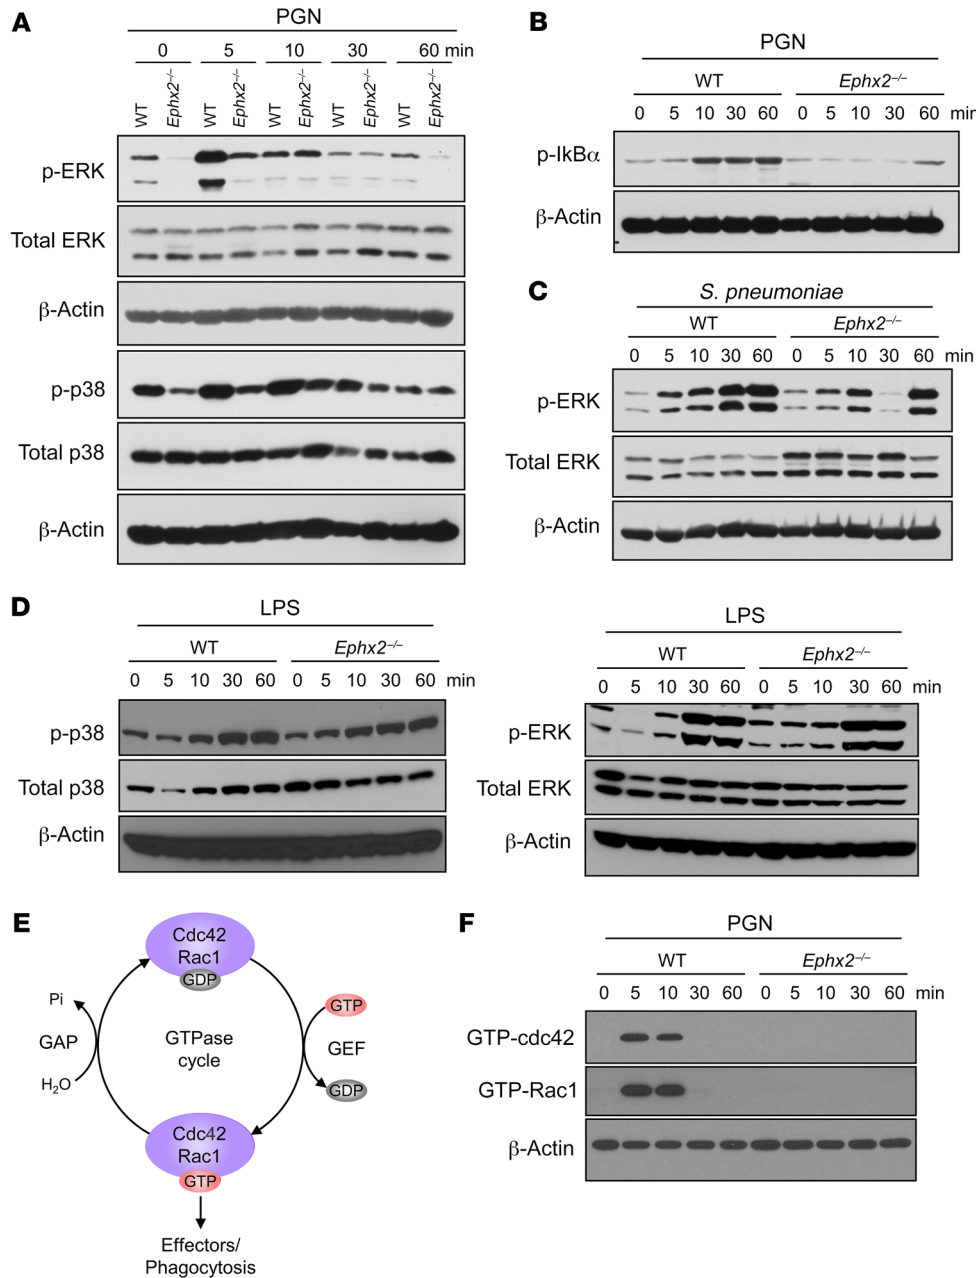 A
PGN
0 5 10 30 60 min
WT Ephx2–/– WT Ephx2–/– WT Ephx2–/– WT Ephx2–/– WT Ephx2–/–
p-ERK
Total ERK
β-Actin
p-p38
Total p38
β-Actin
B
PGN
WT Ephx2–/–
0 5 10 30 60 0 5 10 30 60 min
p-IkBα
β-Actin
C
S. pneumoniae
WT Ephx2–/–
0 5 10 30 60 0 5 10 30 60 min
p-ERK
Total ERK
β-Actin
D
LPS
WT Ephx2–/–
0 5 10 30 60 0 5 10 30 60 min
p-p38
Total p38
β-Actin
LPS
WT Ephx2–/–
0 5 10 30 60 0 5 10 30 60 min
p-ERK
Total ERK
β-Actin
E
Cdc42
Rac1
GDP
Pi
GTP
GAP
GTPase
cycle
GEF
H2O
GDP
Cdc42
Rac1
GTP
Effectors/
Phagocytosis
F
PGN
WT Ephx2–/–
0 5 10 30 60 0 5 10 30 60 min
GTP-cdc42
GTP-Rac1
β-Actin